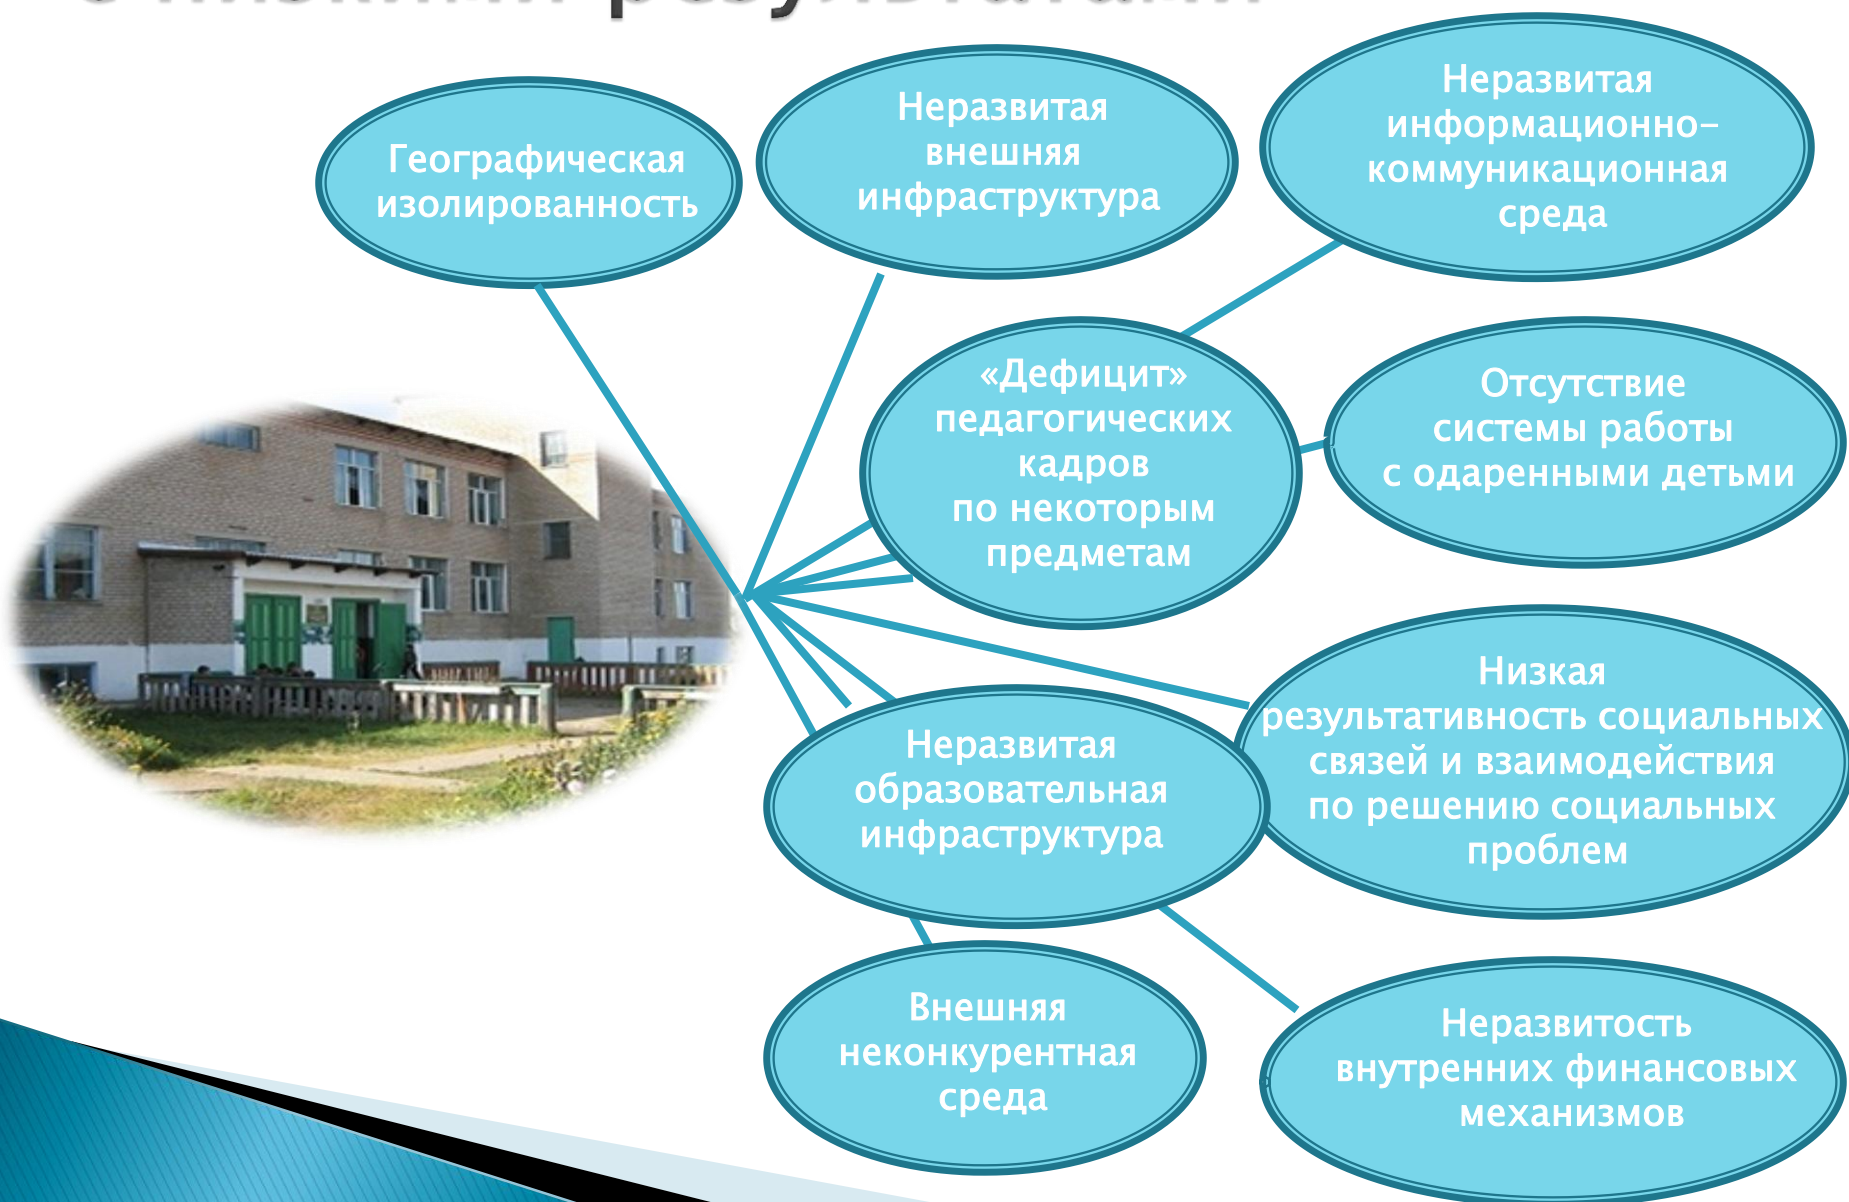 с низкими результатами
Географическая
изолированность
Неразвитая
внешняя
инфраструктура
Неразвитая
информационно-
коммуникационная
среда
«Дефицит»
педагогических
кадров
по некоторым
предметам
Отсутствие
системы работы
с одаренными детьми
Низкая
результативность социальных
связей и взаимодействия
по решению социальных
проблем
Неразвитая
образовательная
инфраструктура
Внешняя
неконкурентная
среда
Неразвитость
внутренних финансовых
механизмов